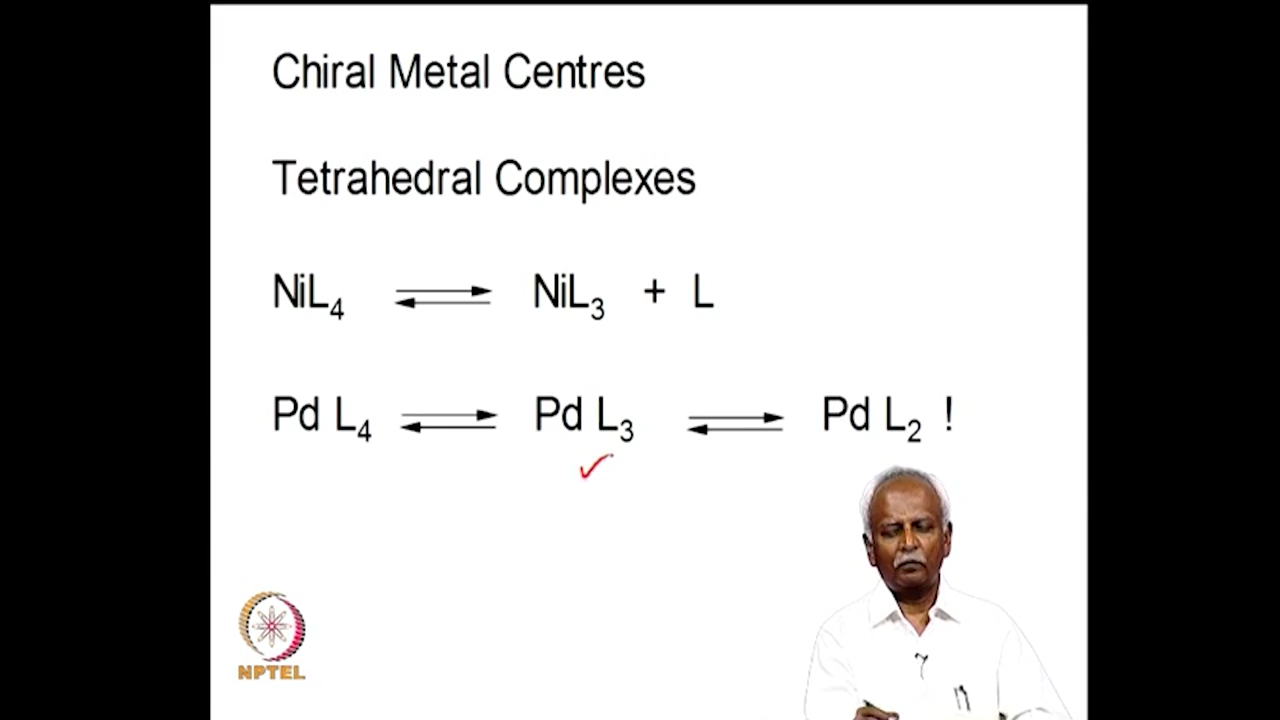 Chiral Metal Centres
Tetrahedral Complexes
NiL₄ ⇌ NiL₃ + L
Pd L₄ ⇌ Pd L₃ ⇌ Pd L₂ !
NPTEL